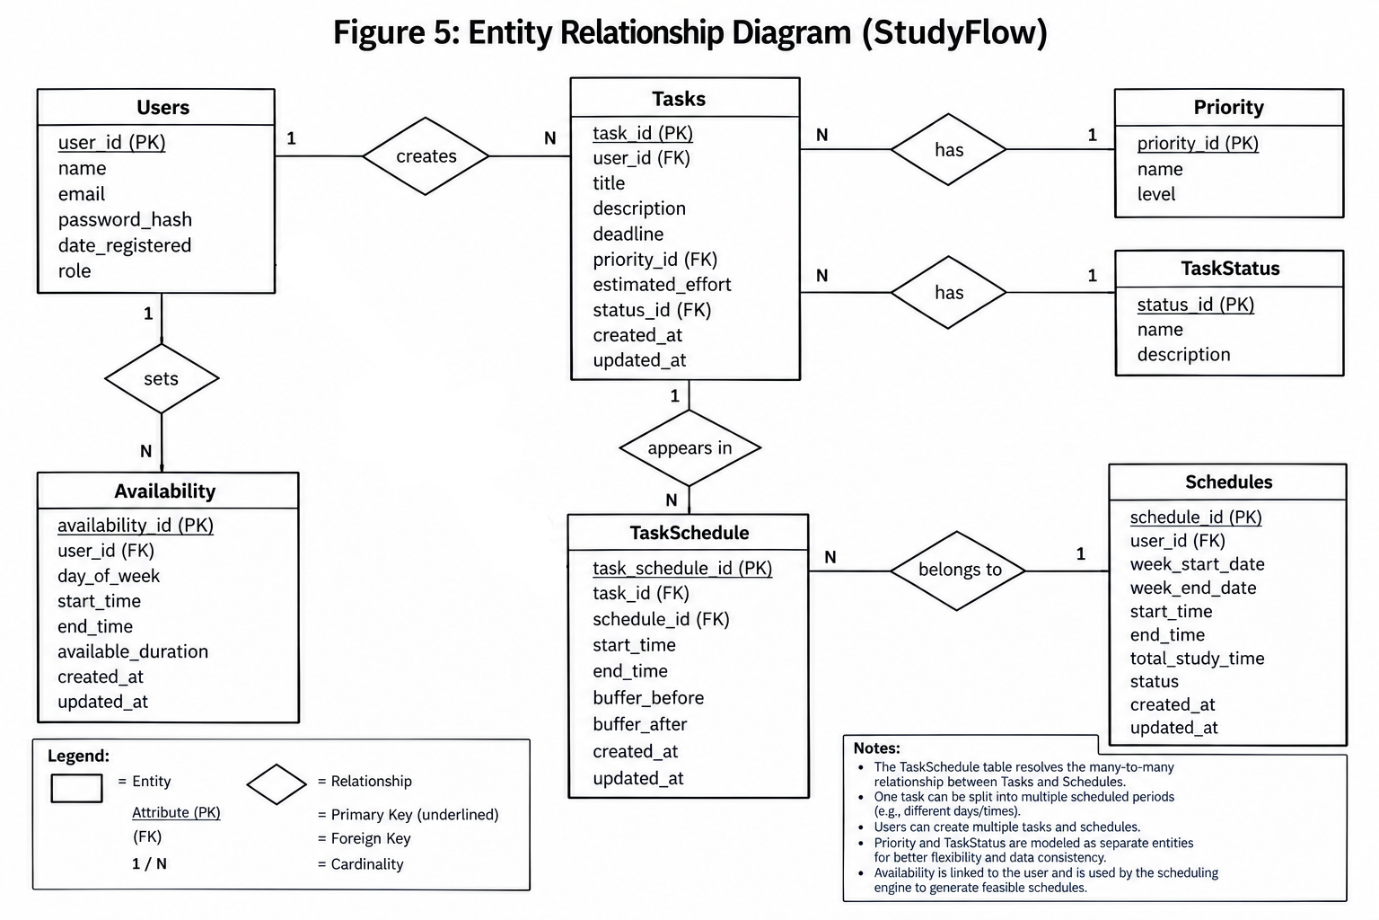 Figure 5: Entity Relationship Diagram (StudyFlow)
Users
user_id (PK)
name
email
password_hash
date_registered
role
1
creates
N
Tasks
task_id (PK)
user_id (FK)
title
description
deadline
priority_id (FK)
estimated_effort
status_id (FK)
created_at
updated_at
N
has
1
Priority
priority_id (PK)
name
level
N
has
1
TaskStatus
status_id (PK)
name
description
1
sets
N
Availability
availability_id (PK)
user_id (FK)
day_of_week
start_time
end_time
available_duration
created_at
updated_at
1
appears in
N
TaskSchedule
task_schedule_id (PK)
task_id (FK)
schedule_id (FK)
start_time
end_time
buffer_before
buffer_after
created_at
updated_at
N
belongs to
1
Schedules
schedule_id (PK)
user_id (FK)
week_start_date
week_end_date
start_time
end_time
total_study_time
status
created_at
updated_at
Legend:
= Entity
= Relationship
Attribute (PK)
= Primary Key (underlined)
(FK)
= Foreign Key
1 / N
= Cardinality
Notes:
• The TaskSchedule table resolves the many-to-many
relationship between Tasks and Schedules.
• One task can be split into multiple scheduled periods
(e.g., different days/times).
• Users can create multiple tasks and schedules.
• Priority and TaskStatus are modeled as separate entities
for better flexibility and data consistency.
• Availability is linked to the user and is used by the scheduling
engine to generate feasible schedules.